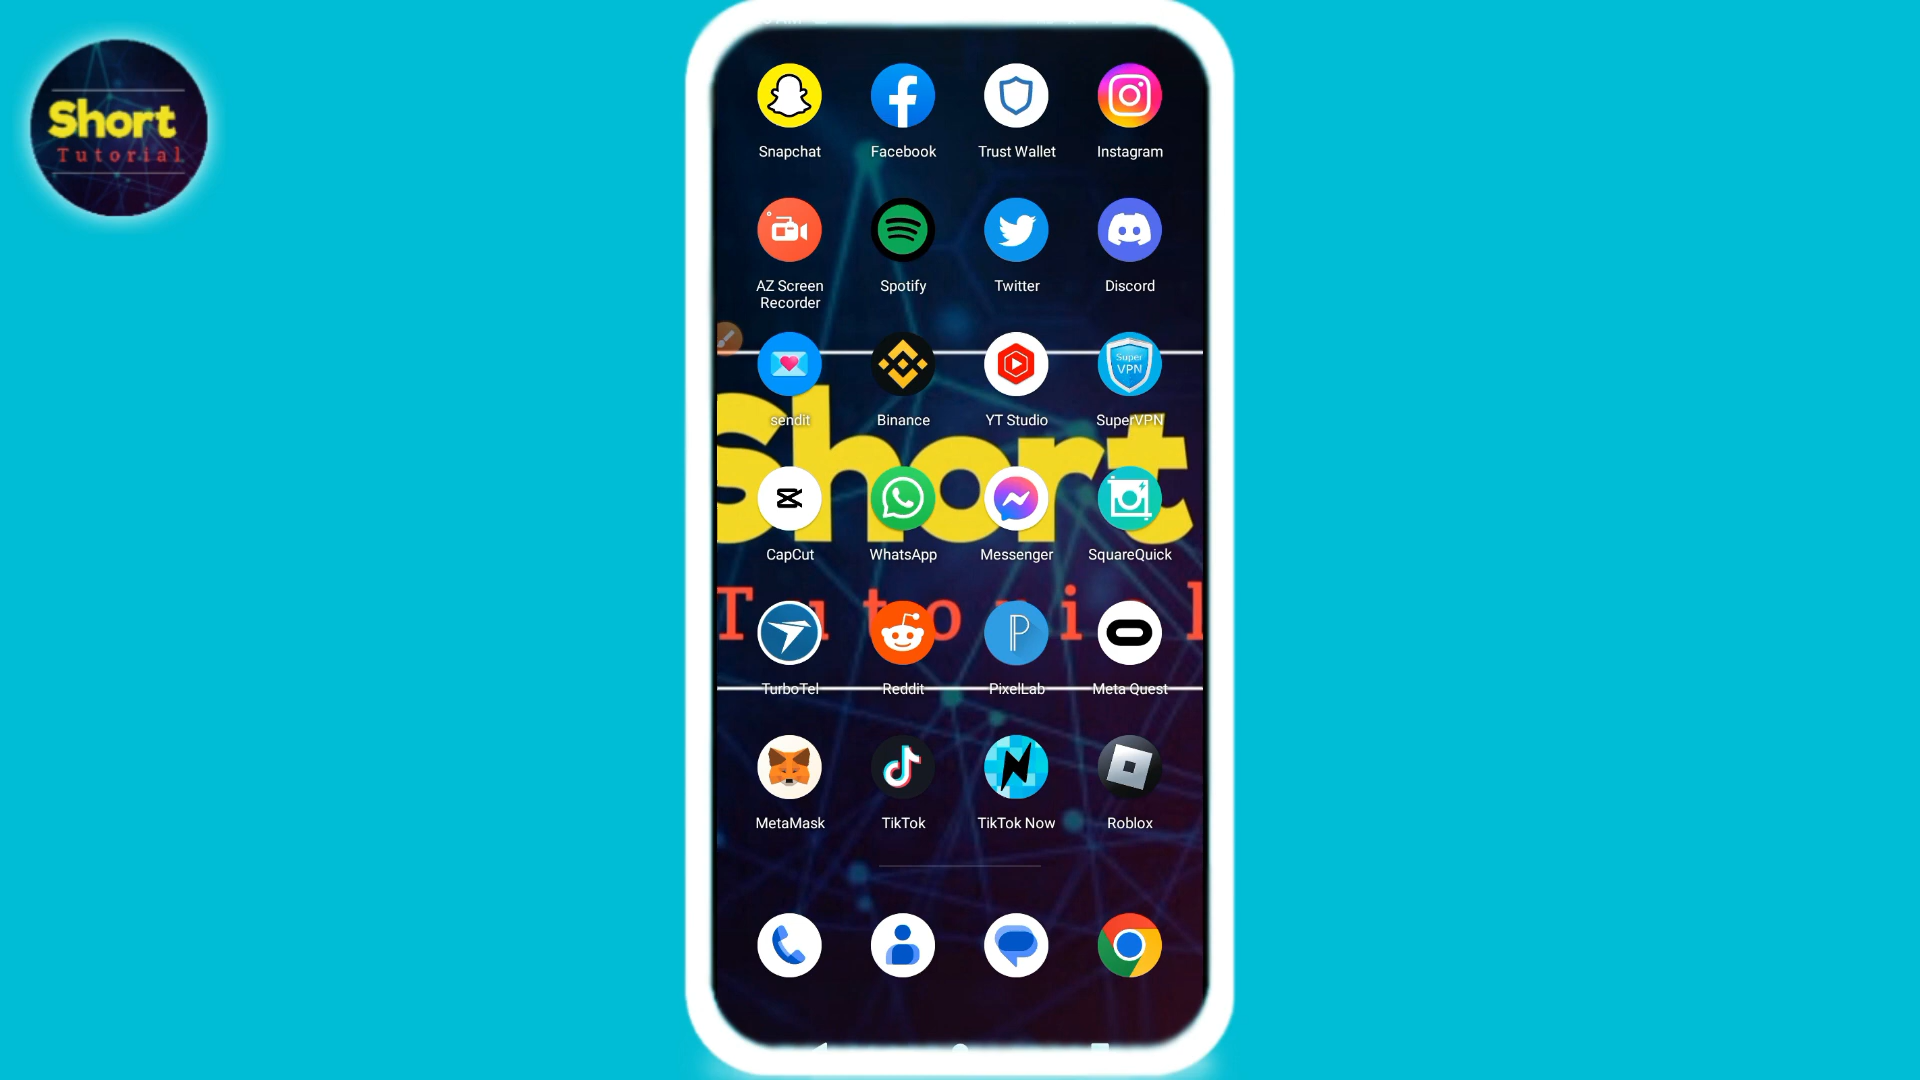 Short
Tutorial
Snapchat
Facebook
Trust Wallet
Instagram
AZ Screen
Recorder
Spotify
Twitter
Discord
Super
VPN
sendit
Binance
YT Studio
SuperVPN
Short
CapCut
WhatsApp
Messenger
SquareQuick
Tutorial
TurboTel
Reddit
PixelLab
Meta Quest
MetaMask
TikTok
TikTok Now
Roblox